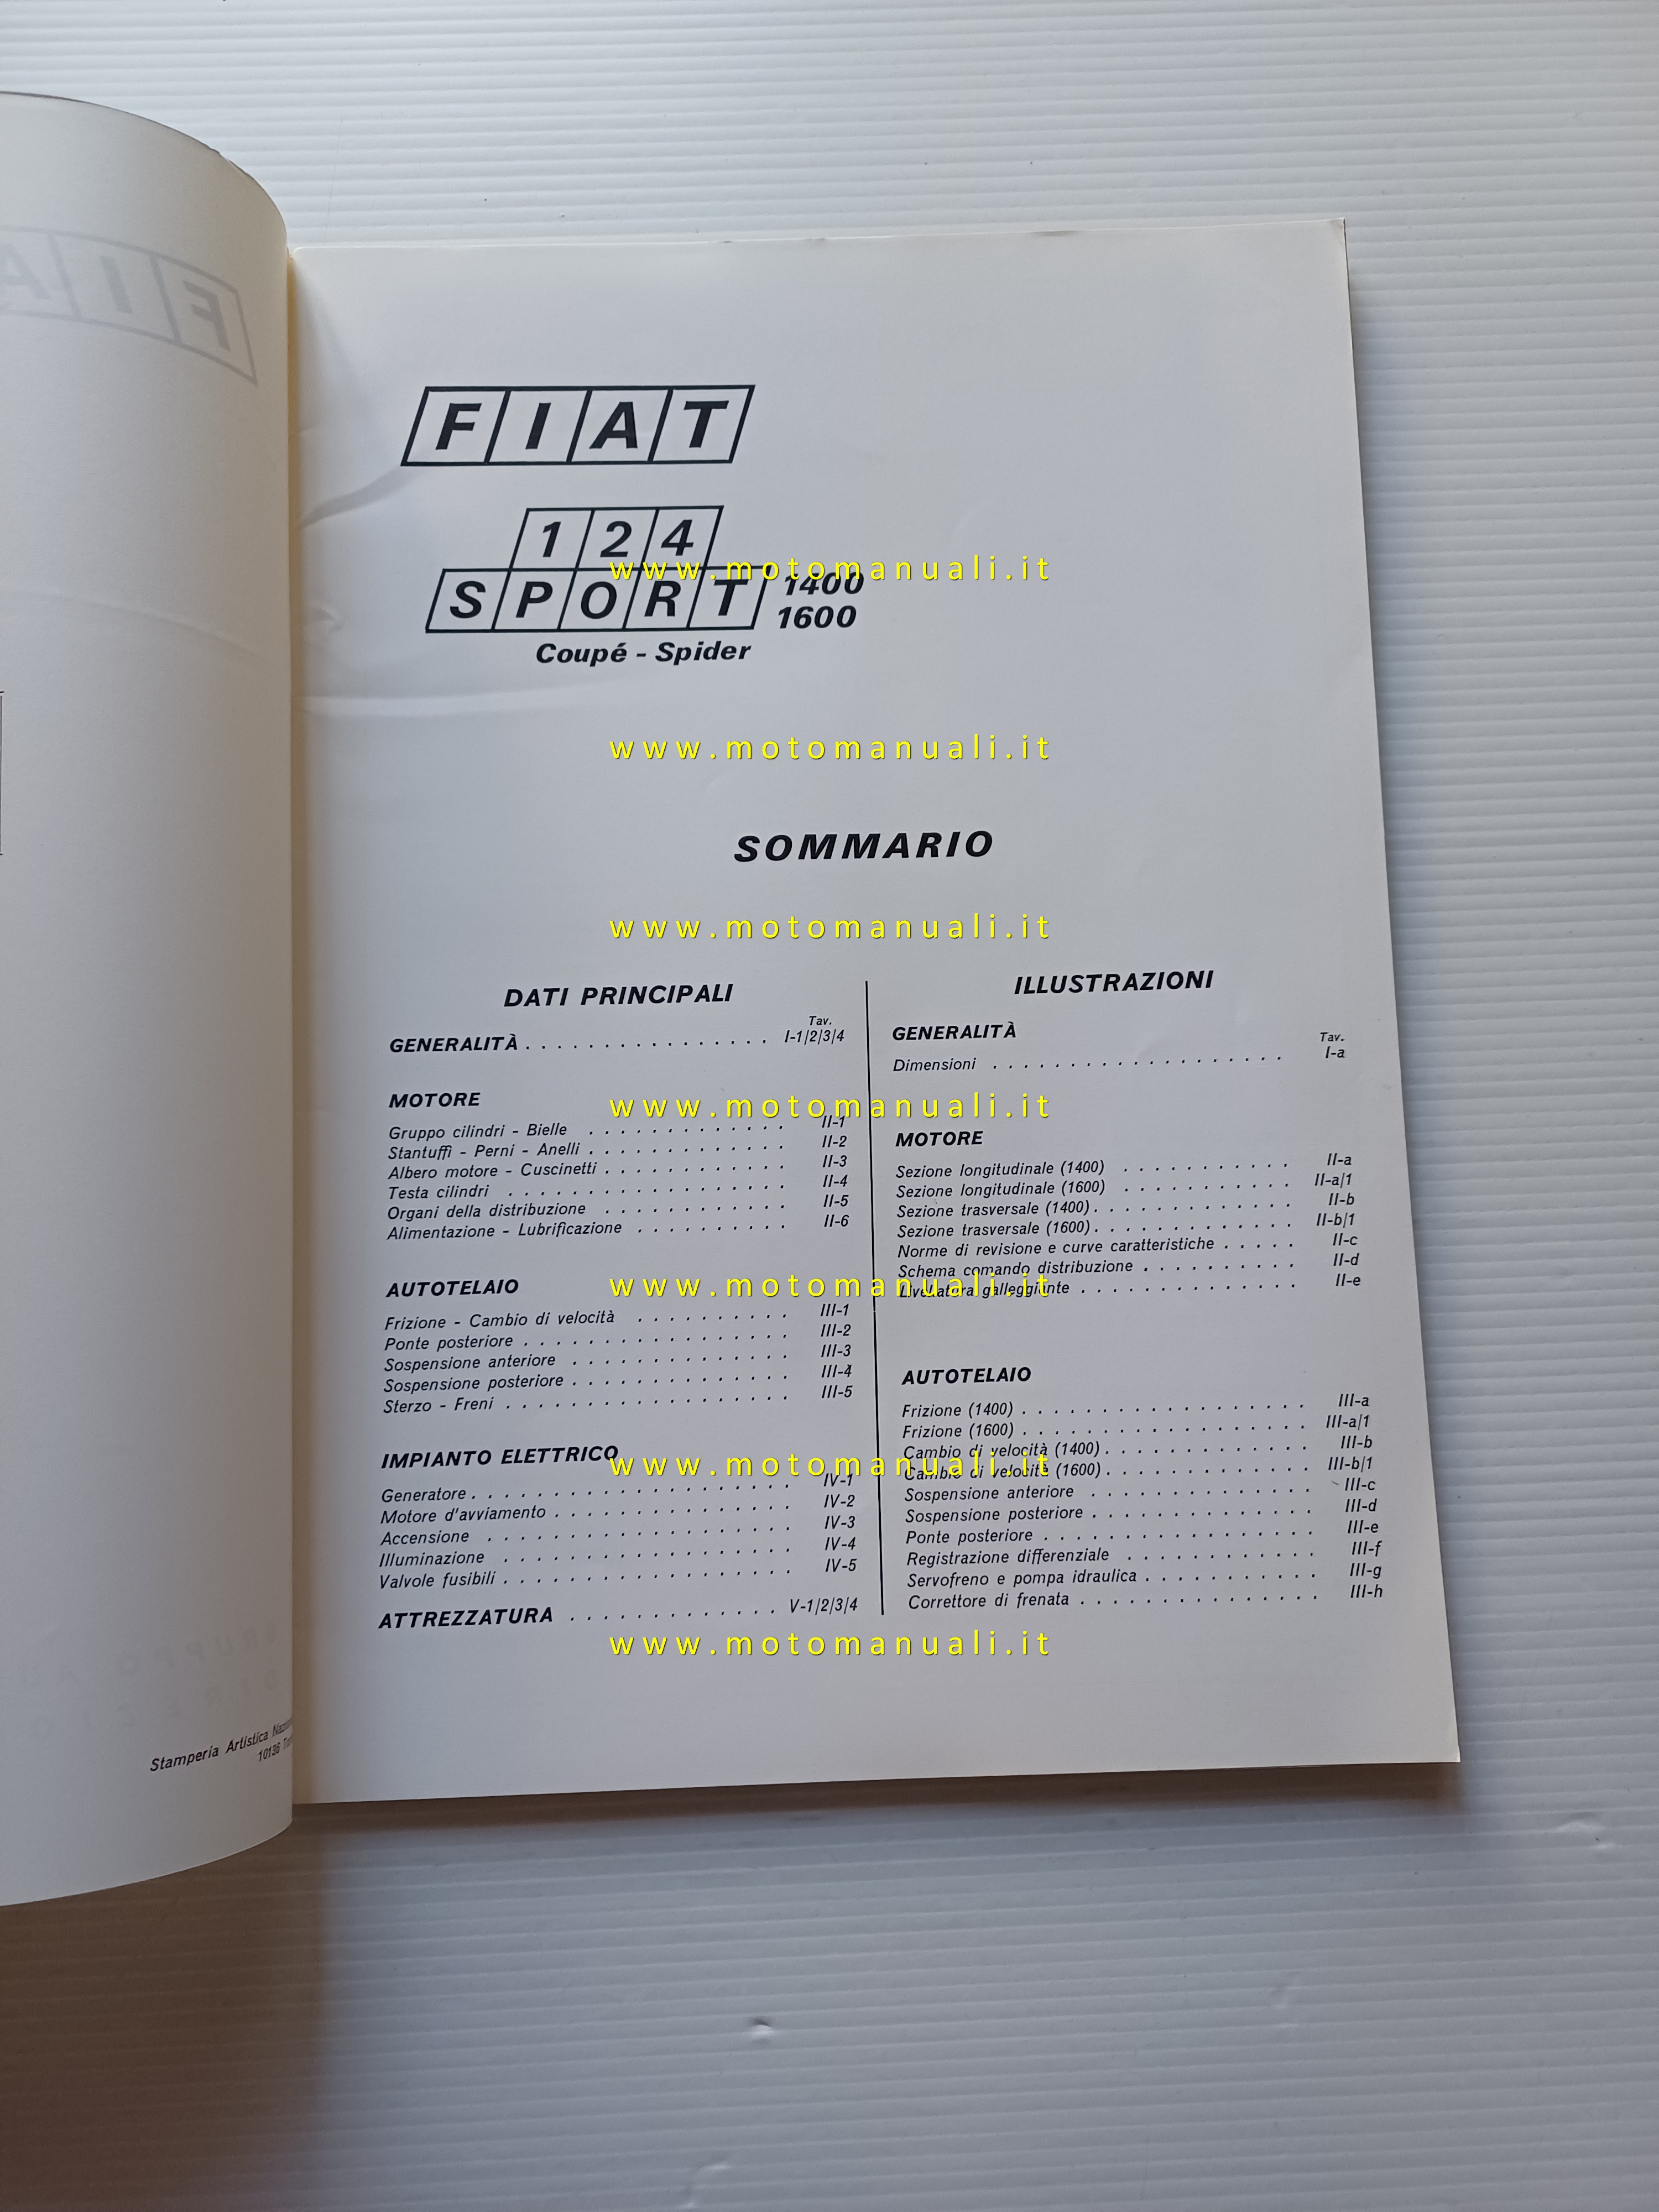 FIAT
124
SPORT 1400
1600
Coupé - Spider
SOMMARIO
DATI PRINCIPALI
Tav.
GENERALITÀ . . . . . . . . . . . . . . . . I-1/2/3/4
MOTORE
Gruppo cilindri - Bielle . . . . . . . . . . . . . II-1
Stantuffi - Perni - Anelli . . . . . . . . . . . . . II-2
Albero motore - Cuscinetti . . . . . . . . . . . . II-3
Testa cilindri . . . . . . . . . . . . . . . . . . II-4
Organi della distribuzione . . . . . . . . . . . . II-5
Alimentazione - Lubrificazione . . . . . . . . . . II-6
AUTOTELAIO
Frizione - Cambio di velocità . . . . . . . . . . III-1
Ponte posteriore . . . . . . . . . . . . . . . . . III-2
Sospensione anteriore . . . . . . . . . . . . . . III-3
Sospensione posteriore . . . . . . . . . . . . . . III-4
Sterzo - Freni . . . . . . . . . . . . . . . . . . III-5
IMPIANTO ELETTRICO
Generatore . . . . . . . . . . . . . . . . . . . . IV-1
Motore d'avviamento . . . . . . . . . . . . . . . IV-2
Accensione . . . . . . . . . . . . . . . . . . . IV-3
Illuminazione . . . . . . . . . . . . . . . . . . IV-4
Valvole fusibili . . . . . . . . . . . . . . . . . . IV-5
ATTREZZATURA . . . . . . . . . . . . . V-1/2/3/4
ILLUSTRAZIONI
GENERALITÀ
Tav.
Dimensioni . . . . . . . . . . . . . . . . . . . I-a
MOTORE
Sezione longitudinale (1400) . . . . . . . . . . . II-a
Sezione longitudinale (1600) . . . . . . . . . . . II-a/1
Sezione trasversale (1400) . . . . . . . . . . . . . II-b
Sezione trasversale (1600) . . . . . . . . . . . . . II-b/1
Norme di revisione e curve caratteristiche . . . . . II-c
Schema comando distribuzione . . . . . . . . . . II-d
Livellatura galleggiante . . . . . . . . . . . . . . II-e
AUTOTELAIO
Frizione (1400) . . . . . . . . . . . . . . . . . . III-a
Frizione (1600) . . . . . . . . . . . . . . . . . . III-a/1
Cambio di velocità (1400) . . . . . . . . . . . . . III-b
Cambio di velocità (1600) . . . . . . . . . . . . . III-b/1
Sospensione anteriore . . . . . . . . . . . . . . III-c
Sospensione posteriore . . . . . . . . . . . . . . III-d
Ponte posteriore . . . . . . . . . . . . . . . . . III-e
Registrazione differenziale . . . . . . . . . . . . III-f
Servofreno e pompa idraulica . . . . . . . . . . . III-g
Correttore di frenata . . . . . . . . . . . . . . . III-h
Stamperia Artistica
10136
www.motomanuali.it
www.motomanuali.it
www.motomanuali.it
www.motomanuali.it
www.motomanuali.it
www.motomanuali.it
www.motomanuali.it